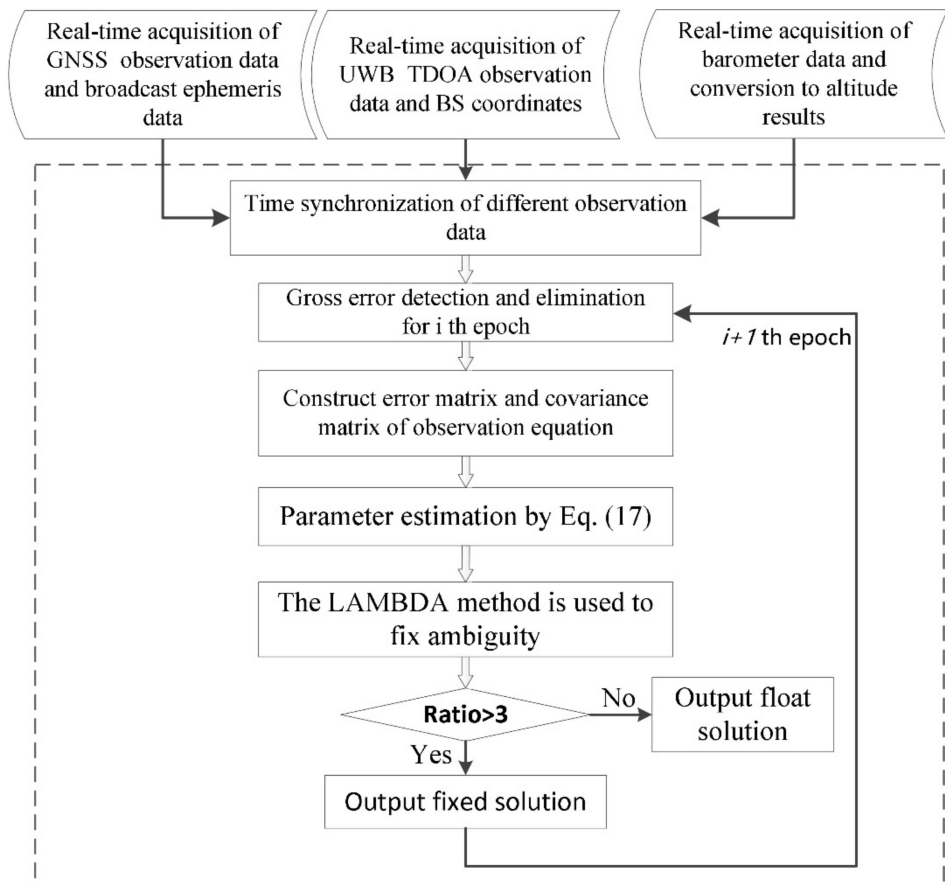 Real-time acquisition of
GNSS observation data
and broadcast ephemeris
data
Real-time acquisition of
UWB TDOA observation
data and BS coordinates
Real-time acquisition of
barometer data and
conversion to altitude
results
Time synchronization of different observation
data
Gross error detection and elimination
for i th epoch
i+1 th epoch
Construct error matrix and covariance
matrix of observation equation
Parameter estimation by Eq. (17)
The LAMBDA method is used to
fix ambiguity
Ratio>3
No
Output float
solution
Yes
Output fixed solution